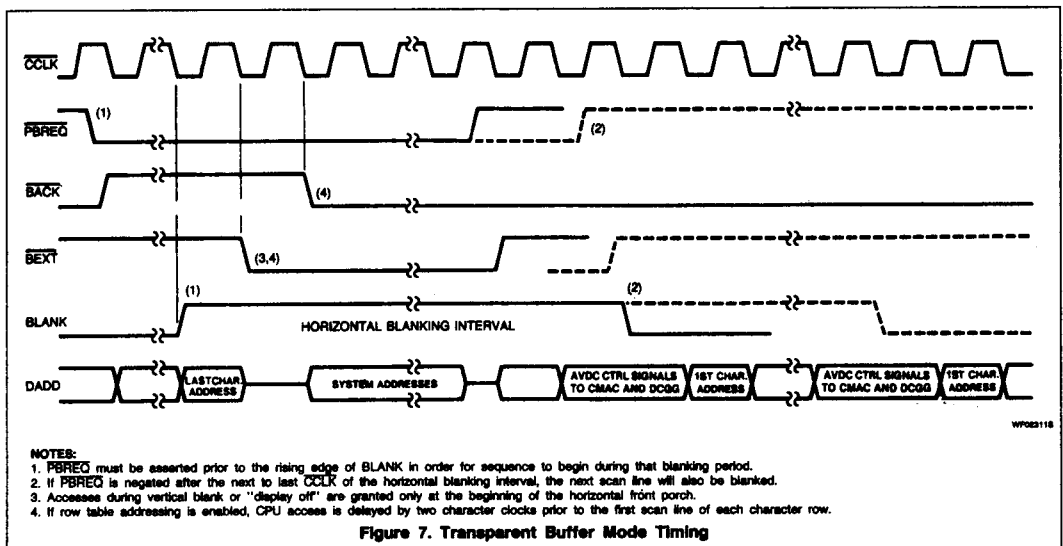 CCLK
PBREQ
(1)
(2)
BACK
(4)
BEXT
(3,4)
BLANK
(1)
HORIZONTAL BLANKING INTERVAL
(2)
DADD
LAST CHAR. ADDRESS
SYSTEM ADDRESSES
AVDC CTRL SIGNALS TO CMAC AND DCGG
1ST CHAR. ADDRESS
AVDC CTRL SIGNALS TO CMAC AND DCGG
1ST CHAR. ADDRESS
WF02311S
NOTES:
1. PBREQ must be asserted prior to the rising edge of BLANK in order for sequence to begin during that blanking period.
2. If PBREQ is negated after the next to last CCLK of the horizontal blanking interval, the next scan line will also be blanked.
3. Accesses during vertical blank or "display off" are granted only at the beginning of the horizontal front porch.
4. If row table addressing is enabled, CPU access is delayed by two character clocks prior to the first scan line of each character row.
Figure 7. Transparent Buffer Mode Timing